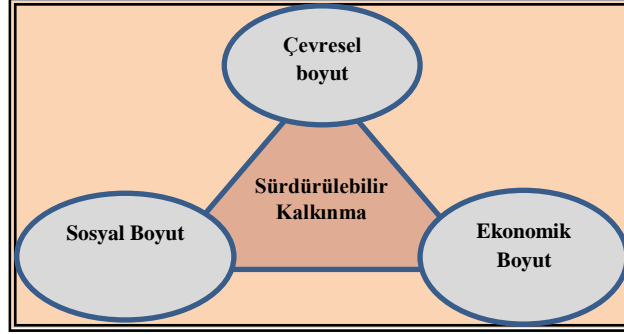 Çevresel
boyut
Sürdürülebilir
Kalkınma
Sosyal Boyut
Ekonomik
Boyut